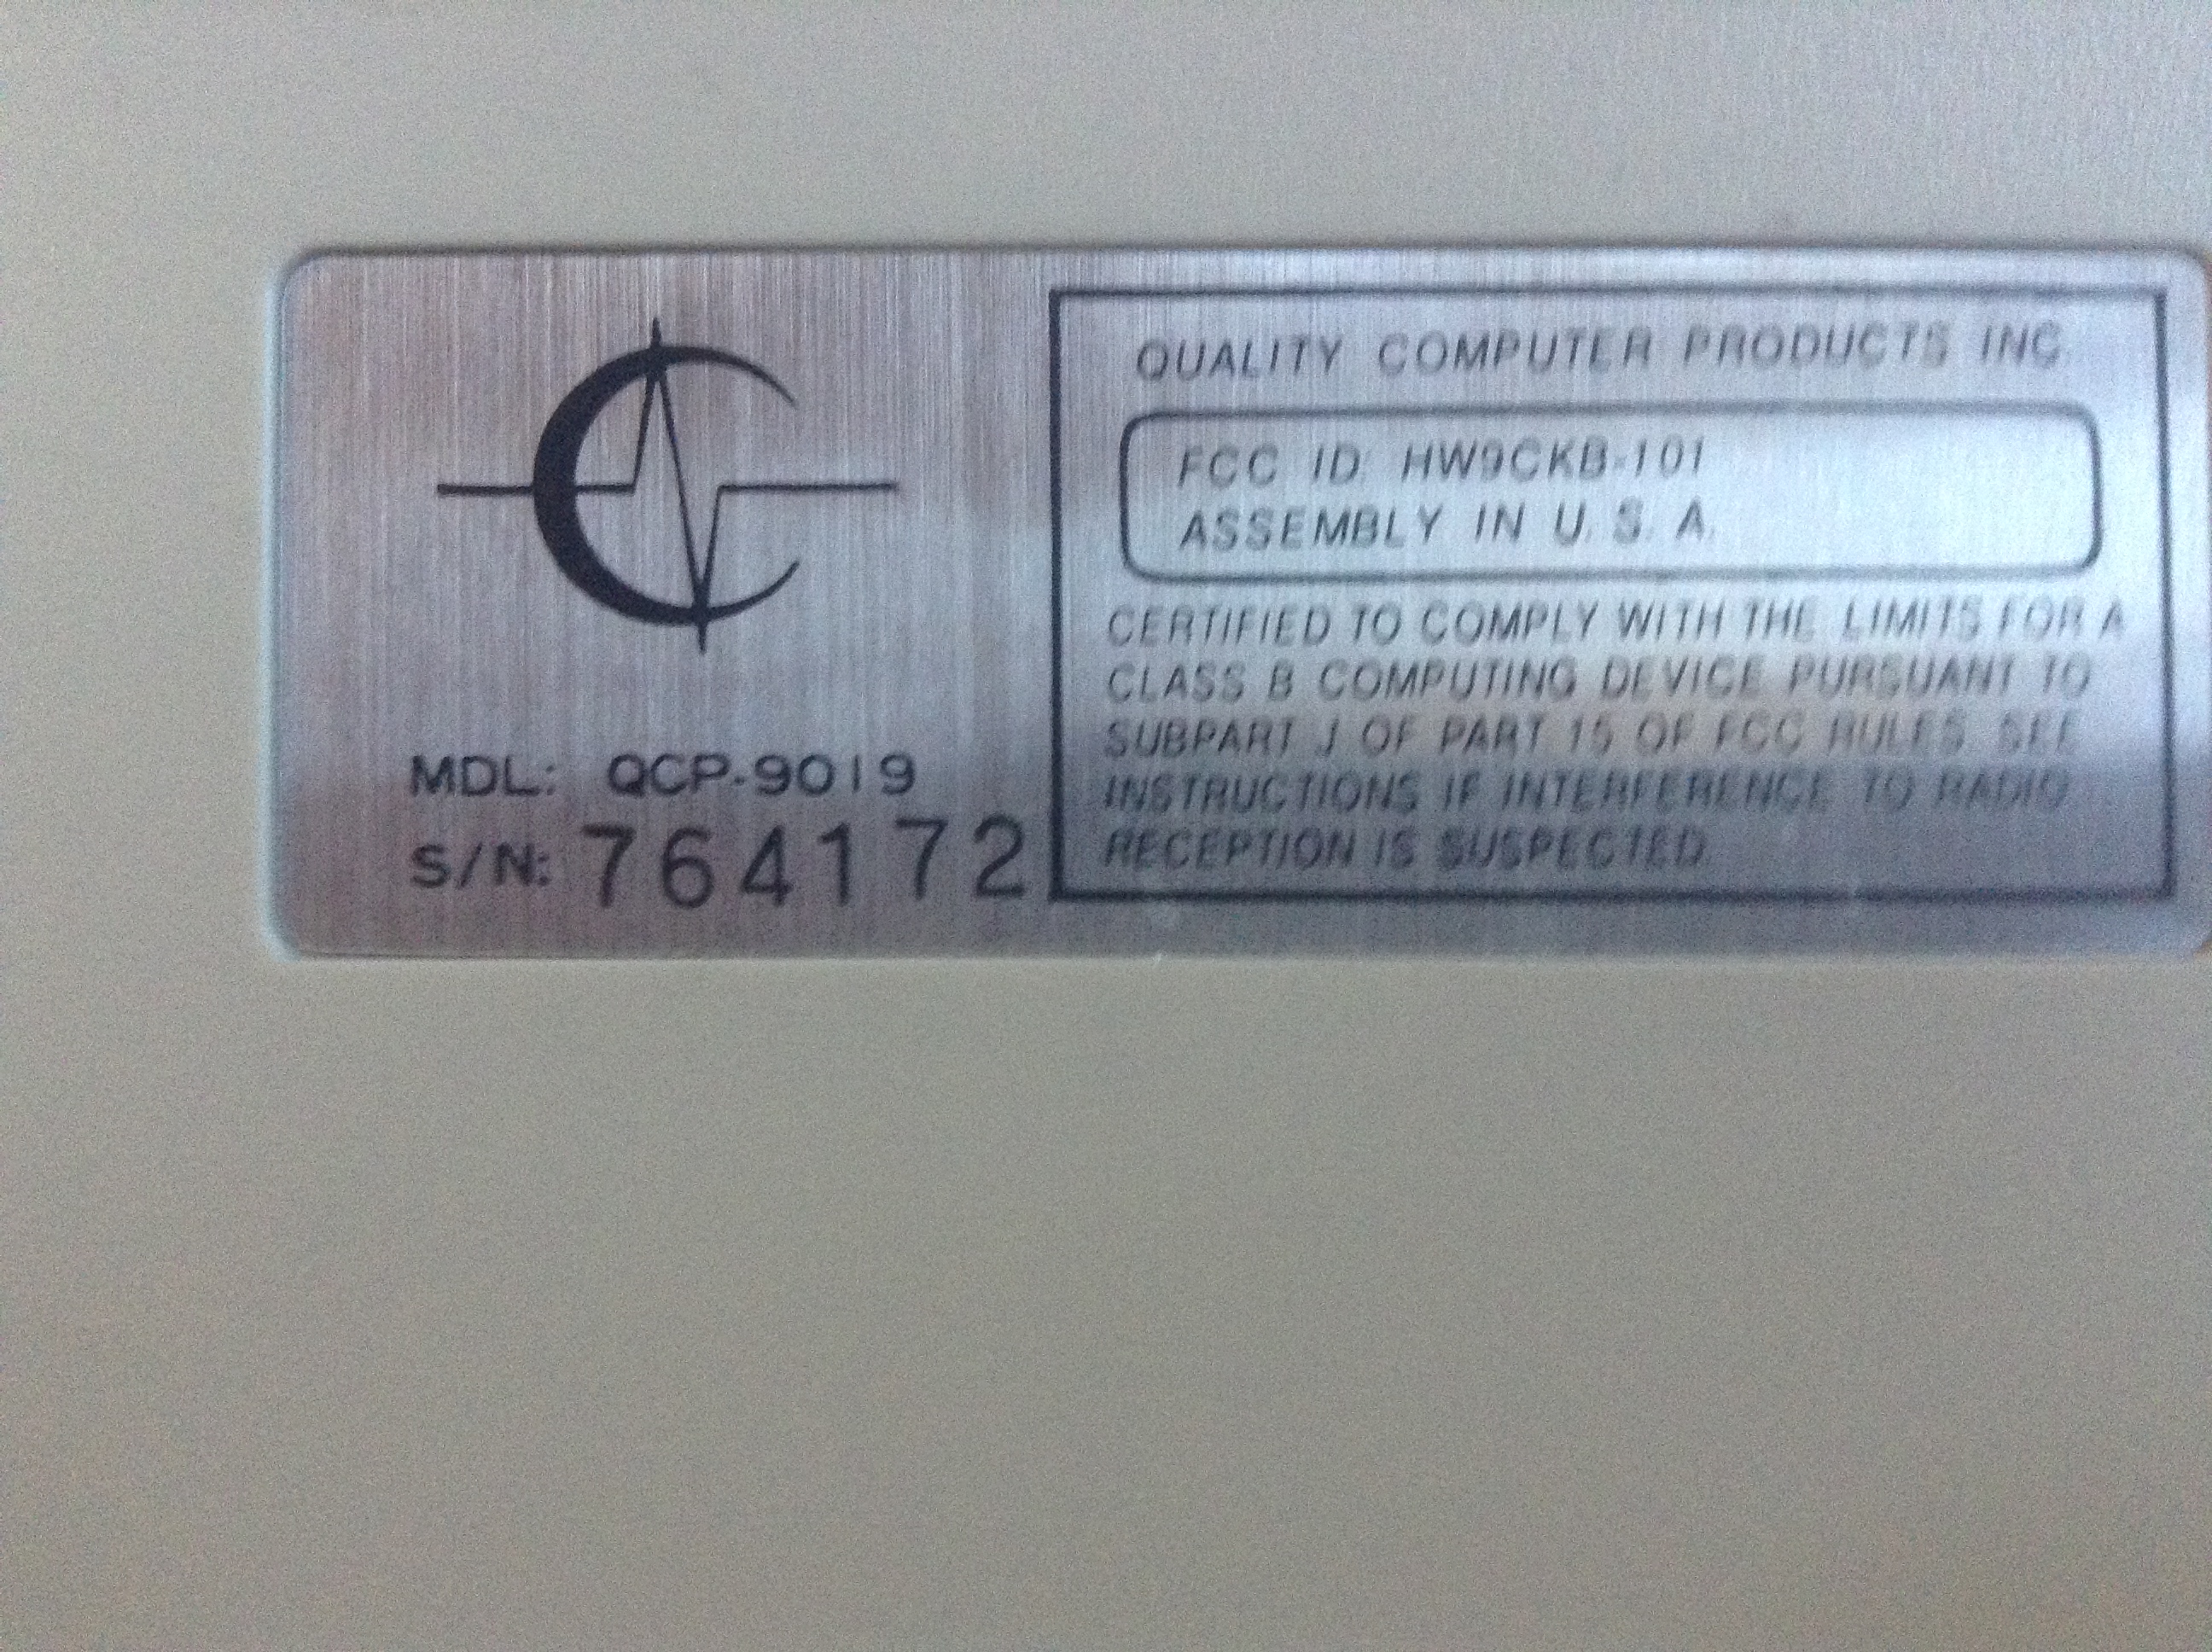 MDL: QCP-9019
S/N: 764172
QUALITY COMPUTER PRODUCTS INC.
FCC ID: HW9CKB-101
ASSEMBLY IN U. S. A.
CERTIFIED TO COMPLY WITH THE LIMITS FOR A
CLASS B COMPUTING DEVICE PURSUANT TO
SUBPART J OF PART 15 OF FCC RULES. SEE
INSTRUCTIONS IF INTERFERENCE TO RADIO
RECEPTION IS SUSPECTED.